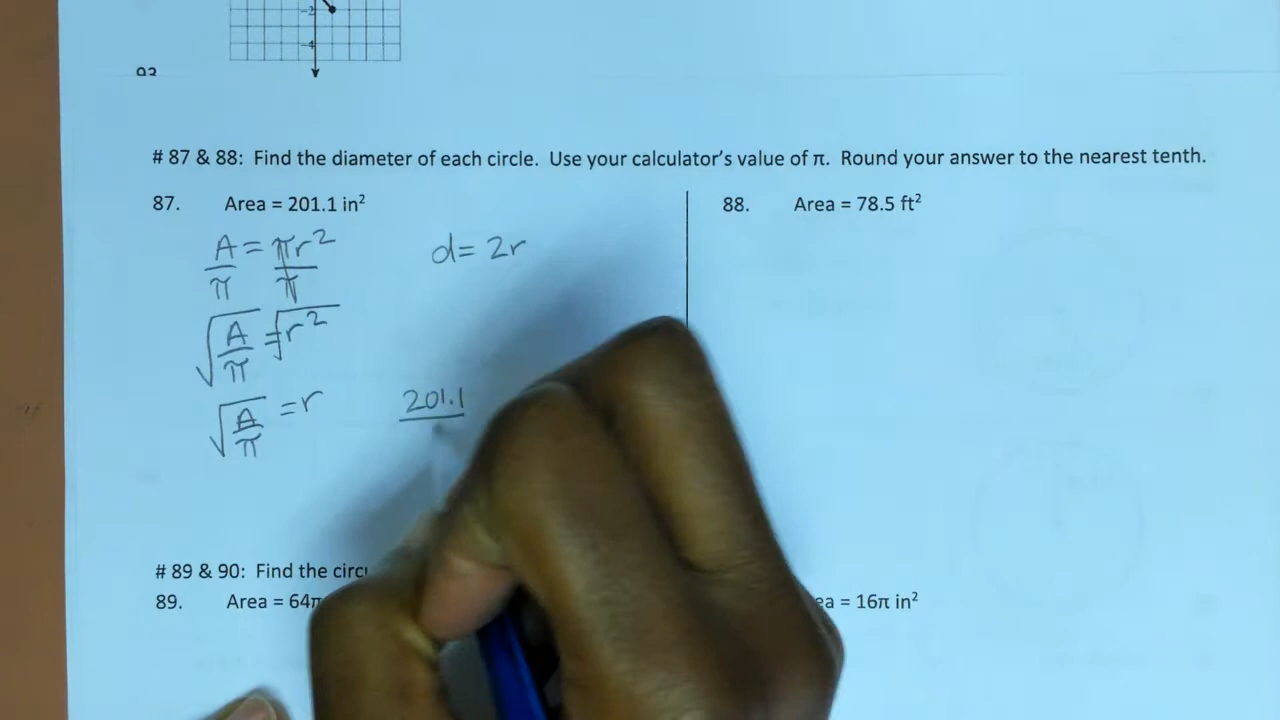 -2
-4
# 87 & 88: Find the diameter of each circle. Use your calculator's value of π. Round your answer to the nearest tenth.
87. Area = 201.1 in²
88. Area = 78.5 ft²
A = πr²
π π
d = 2r
√A/π = √r²
√A/π = r
201.1
# 89 & 90: Find the
89. Area = 64π
= 16π in²